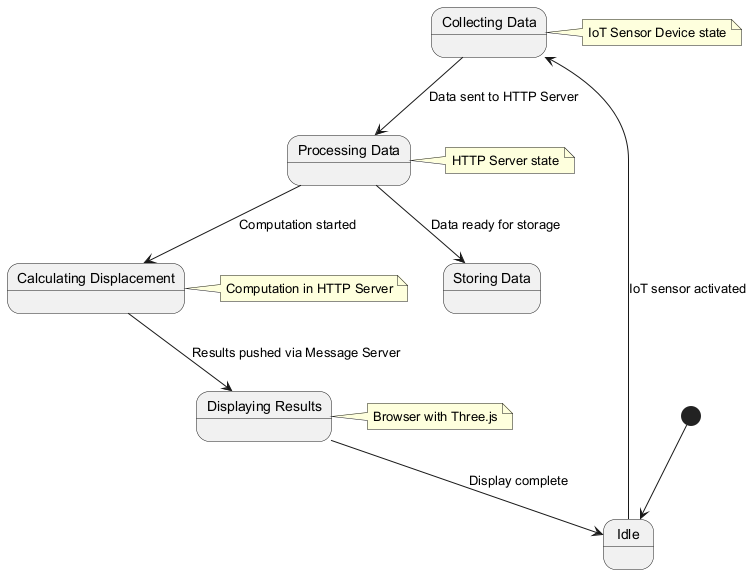 Collecting Data
IoT Sensor Device state
Data sent to HTTP Server
Processing Data
HTTP Server state
Computation started
Data ready for storage
Calculating Displacement
Computation in HTTP Server
Storing Data
IoT sensor activated
Results pushed via Message Server
Displaying Results
Browser with Three.js
Display complete
Idle